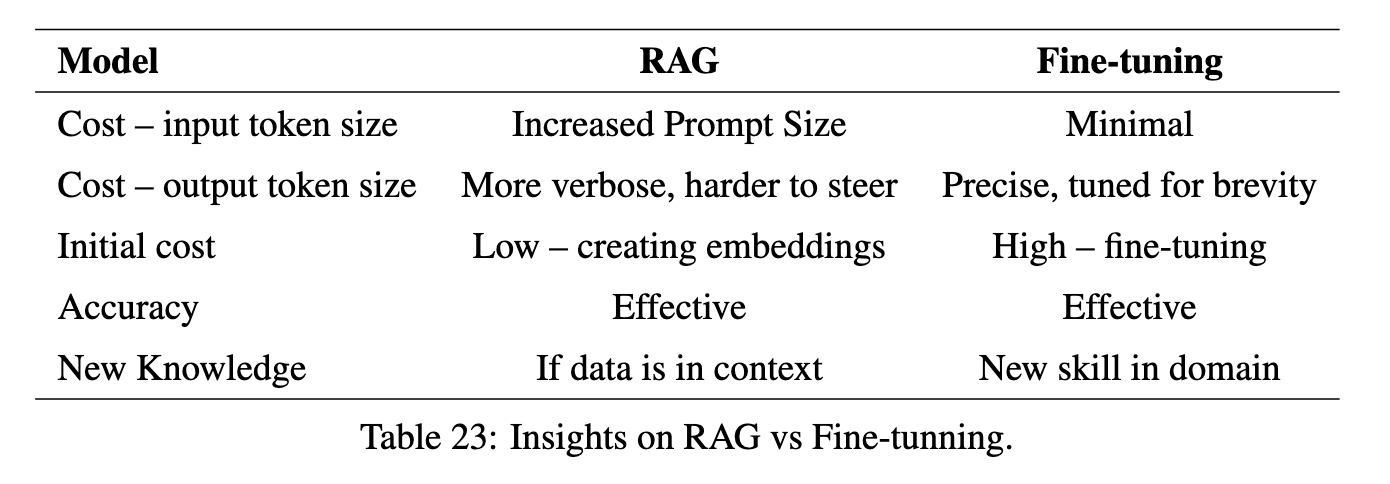 Model RAG Fine-tuning
Cost – input token size Increased Prompt Size Minimal
Cost – output token size More verbose, harder to steer Precise, tuned for brevity
Initial cost Low – creating embeddings High – fine-tuning
Accuracy Effective Effective
New Knowledge If data is in context New skill in domain
Table 23: Insights on RAG vs Fine-tunning.